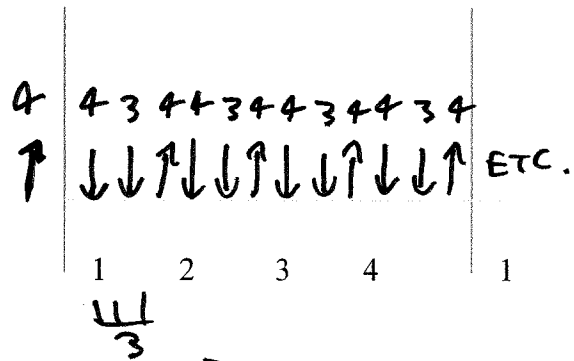 4 4 3 4 4 3 4 4 3 4 4 3 4
↑ ↓ ↓ ↑ ↓ ↓ ↑ ↓ ↓ ↑ ↓ ↓ ↑ ETC.
1 2 3 4 1
3